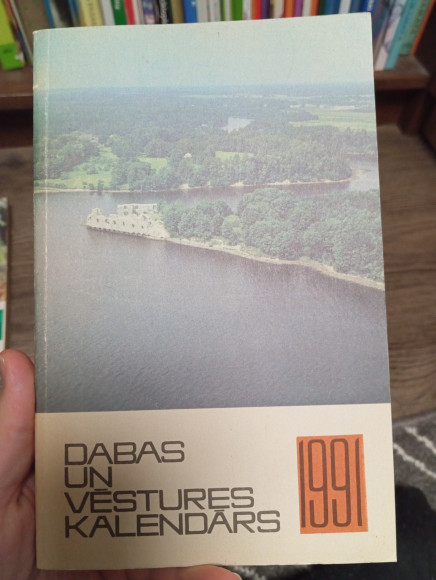 DABAS
UN
VĒSTURES
KALENDĀRS
1991